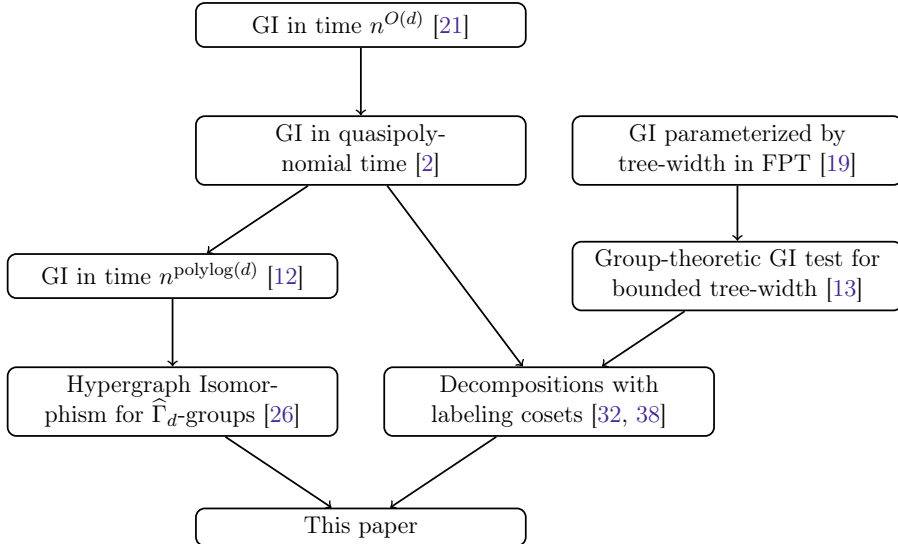 GI in time n^{O(d)} [21]
GI in quasipoly-
nomial time [2]
GI parameterized by
tree-width in FPT [19]
GI in time n^{polylog(d)} [12]
Group-theoretic GI test for
bounded tree-width [13]
Hypergraph Isomor-
phism for Γ̂_d-groups [26]
Decompositions with
labeling cosets [32, 38]
This paper